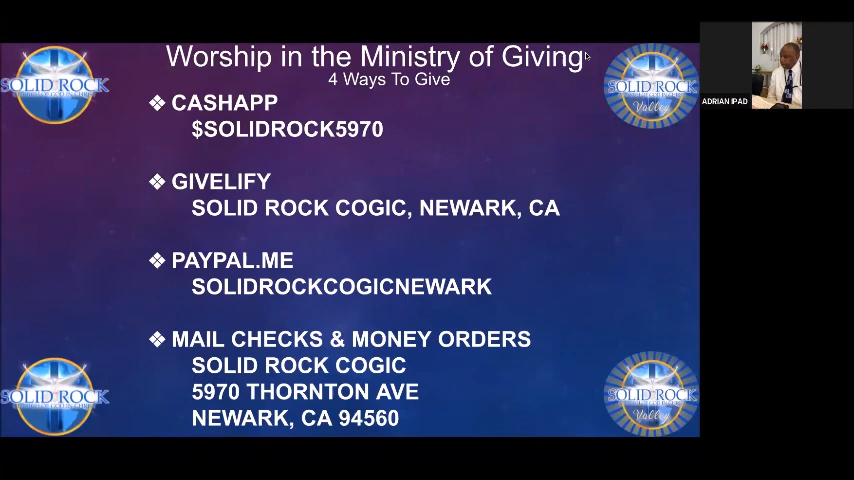 Worship in the Ministry of Giving
4 Ways To Give
❖ CASHAPP
$SOLIDROCK5970
❖ GIVELIFY
SOLID ROCK COGIC, NEWARK, CA
❖ PAYPAL.ME
SOLIDROCKCOGICNEWARK
❖ MAIL CHECKS & MONEY ORDERS
SOLID ROCK COGIC
5970 THORNTON AVE
NEWARK, CA 94560
SOLID ROCK
SOLID ROCK
Valley
SOLID ROCK
SOLID ROCK
Valley
ADRIAN IPAD